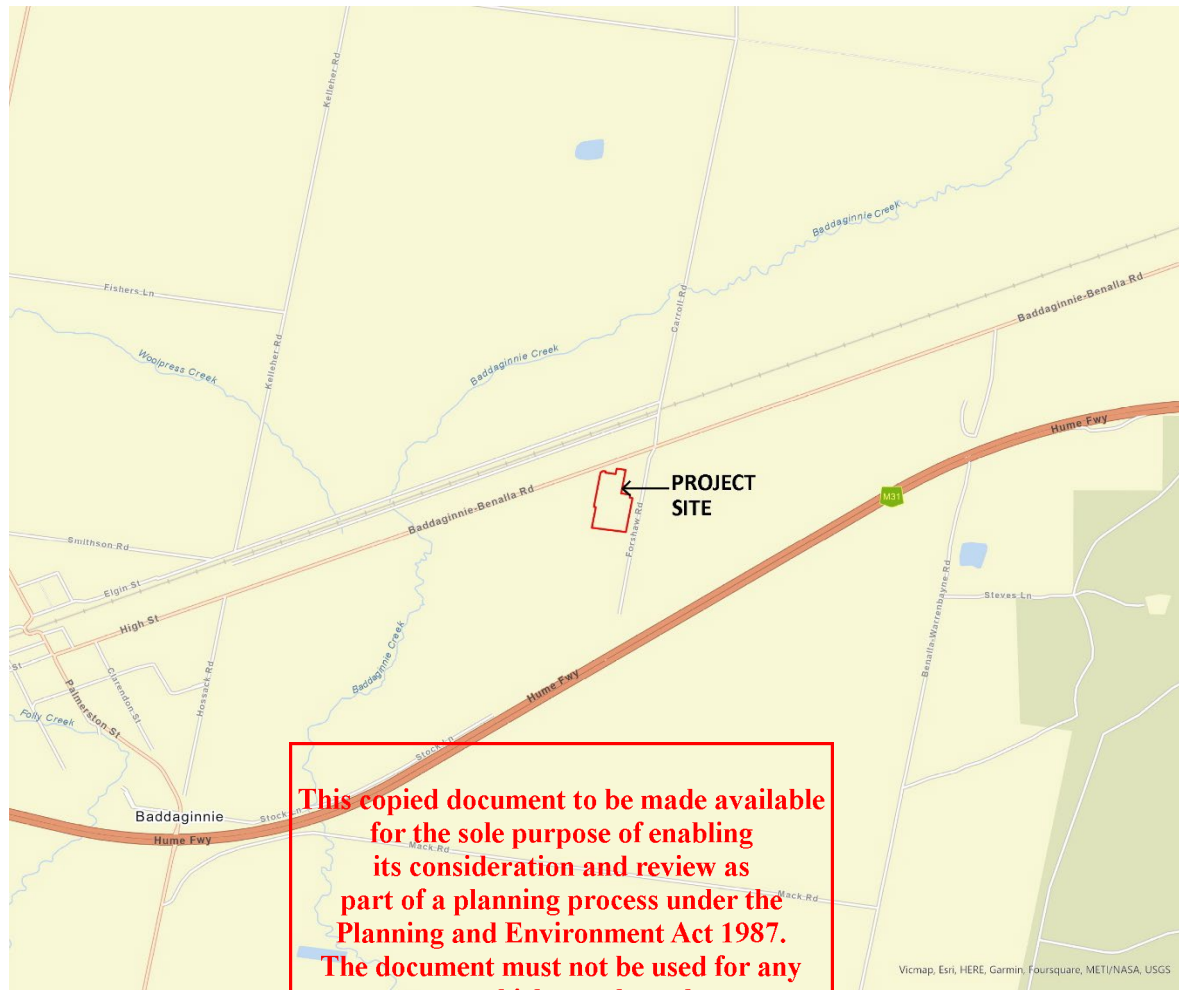 Kelleher Rd
Baddaginnie Creek
Fishers Ln
Carroll Rd
Baddaginnie-Benalla Rd
Woolpress Creek
Kelleher Rd
Baddaginnie Creek
Hume Fwy
PROJECT
SITE
M31
Baddaginnie-Benalla Rd
Forshaw Rd
Smithson Rd
Elgin St
High St
St
Benalla-Warrenbayne Rd
Steves Ln
Baddaginnie Creek
Hossack Rd
Clarendon St
Palmerston St
Folly Creek
Hume Fwy
Stock Ln
Baddaginnie
Stock Ln
Hume Fwy
Mack Rd
Mack Rd
This copied document to be made available
for the sole purpose of enabling
its consideration and review as
part of a planning process under the
Planning and Environment Act 1987.
The document must not be used for any
Vicmap, Esri, HERE, Garmin, Foursquare, METI/NASA, USGS